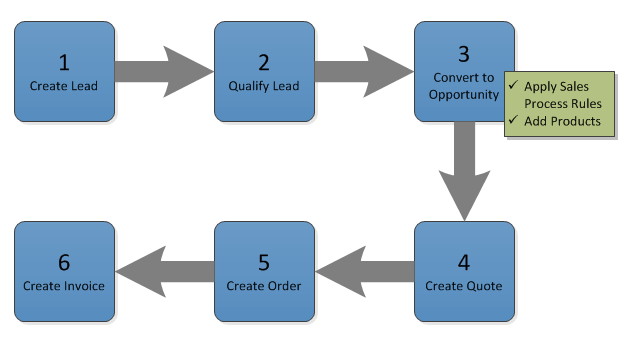 1
Create Lead
2
Qualify Lead
3
Convert to
Opportunity
✓ Apply Sales
Process Rules
✓ Add Products
4
Create Quote
5
Create Order
6
Create Invoice